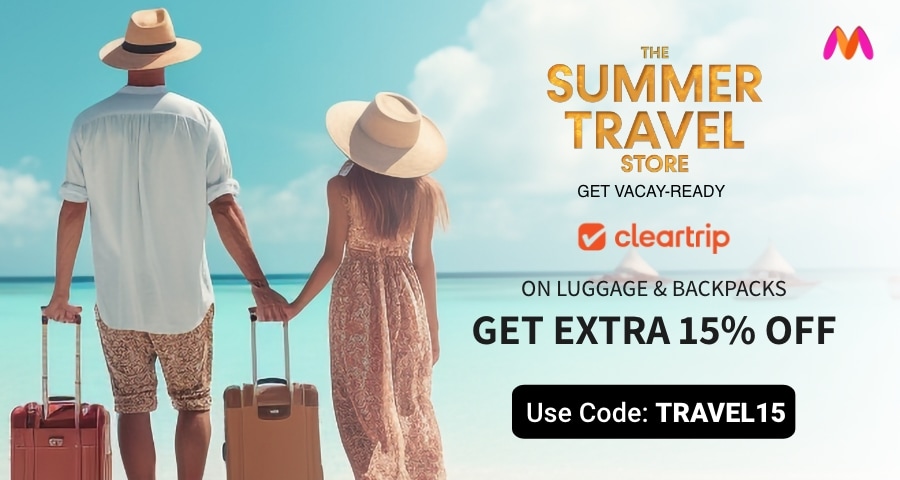 THE
SUMMER
TRAVEL
STORE
GET VACAY-READY
cleartrip
ON LUGGAGE & BACKPACKS
GET EXTRA 15% OFF
Use Code: TRAVEL15